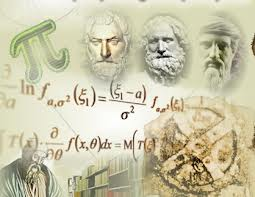 π
∂/∂a ln f_{a,σ²}(ξ₁) = (ξ₁ − a)/σ² f_{a,σ²}(ξ₁)
∫ T(x) · ∂/∂θ f(x,θ)dx = M(T(ξ)